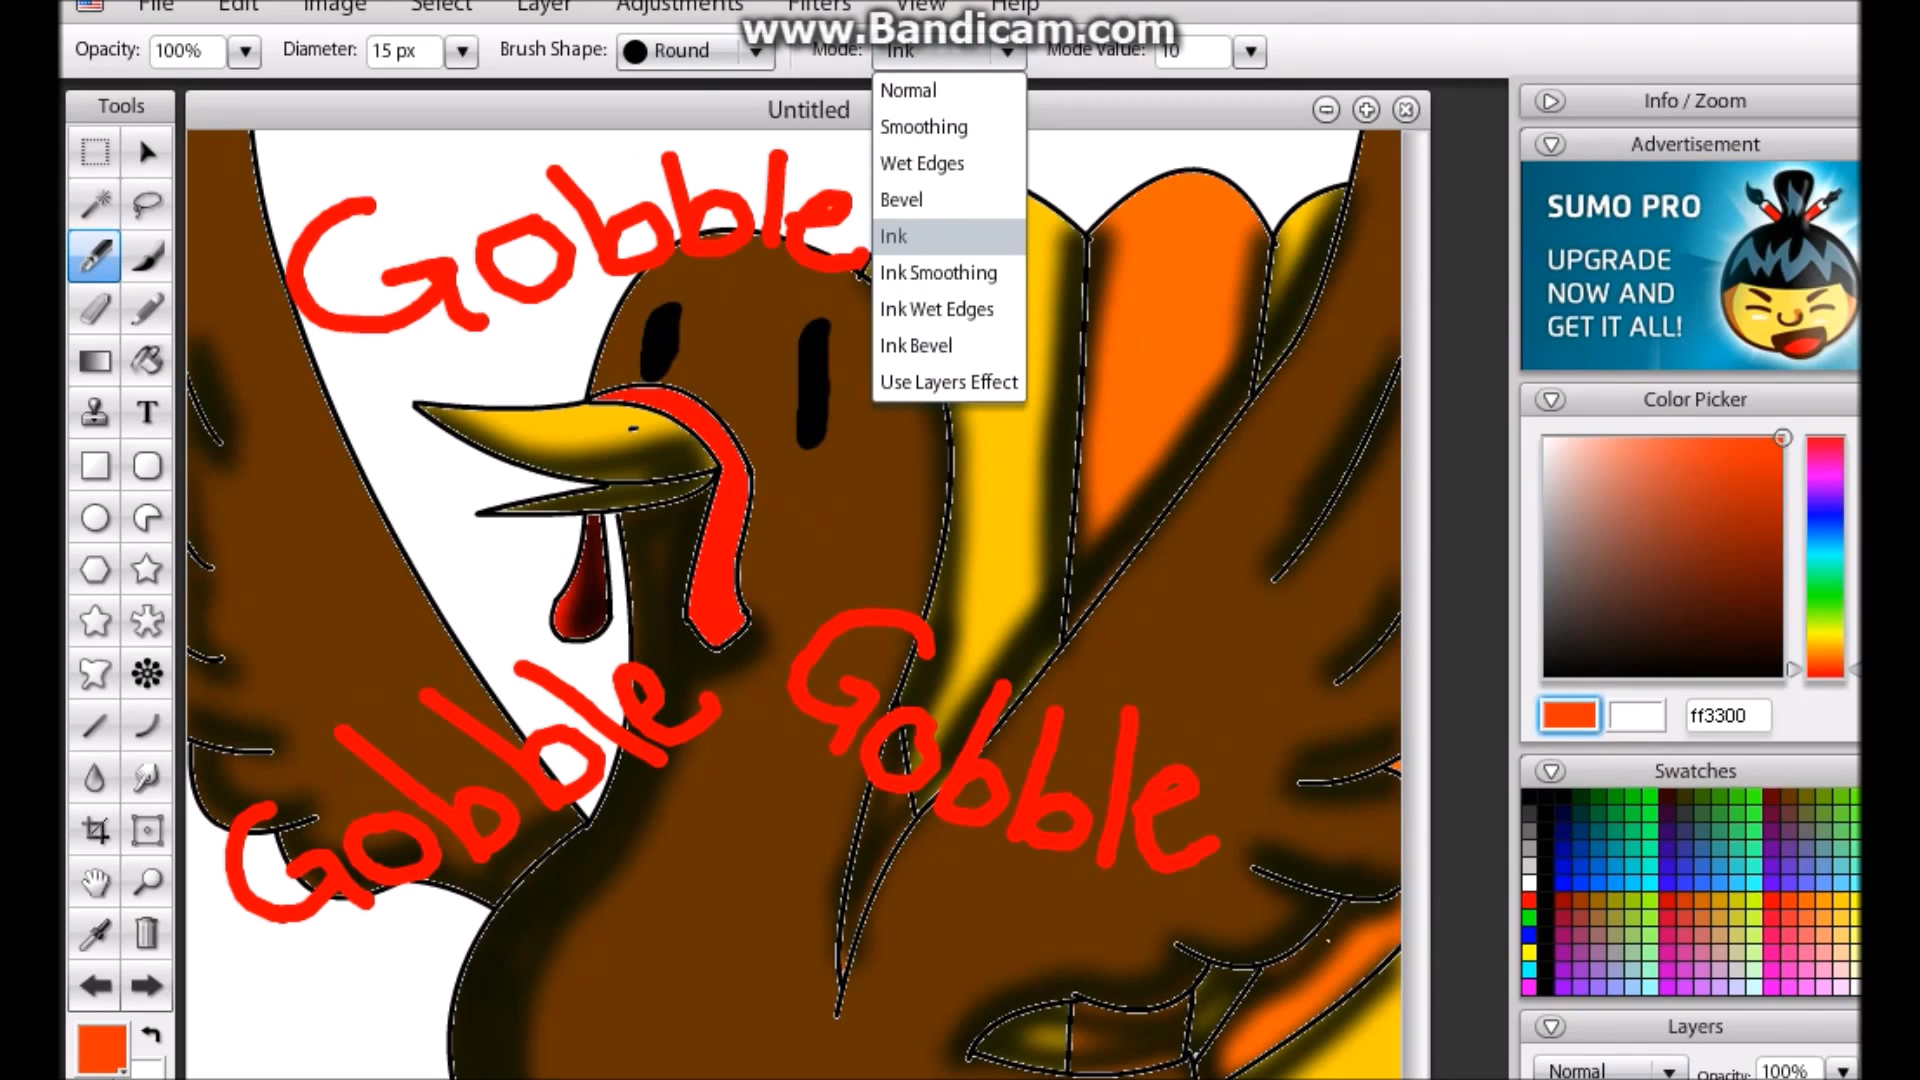 File Edit Image Select Layer Adjustments Filters View Help
www.Bandicam.com
Opacity: 100% Diameter: 15 px Brush Shape: Round Mode: Ink Mode Value: 10
Tools
Untitled
Normal
Smoothing
Wet Edges
Bevel
Ink
Ink Smoothing
Ink Wet Edges
Ink Bevel
Use Layers Effect
Gobble
Gobble
Gobble
T
Info / Zoom
Advertisement
SUMO PRO
UPGRADE
NOW AND
GET IT ALL!
Color Picker
ff3300
Swatches
Layers
Normal Opacity: 100%